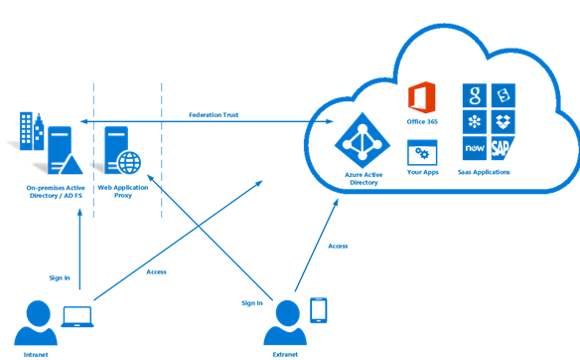 Federation Trust
Office 365
g
On-premises Active
Directory / AD FS
Web Application
Proxy
now
SAP
Azure Active
Directory
Your Apps
Saas Applications
Access
Access
Sign In
Sign In
Intranet
Extranet